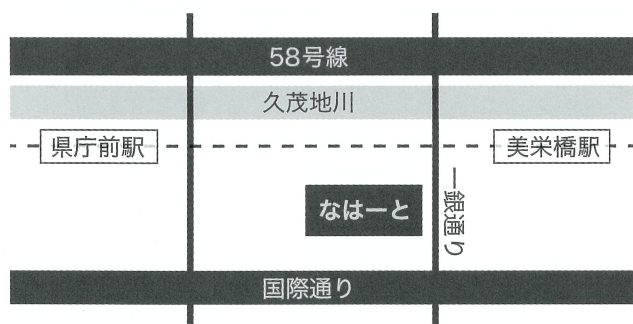 58号線
久茂地川
県庁前駅
美栄橋駅
なはーと
一銀通り
国際通り